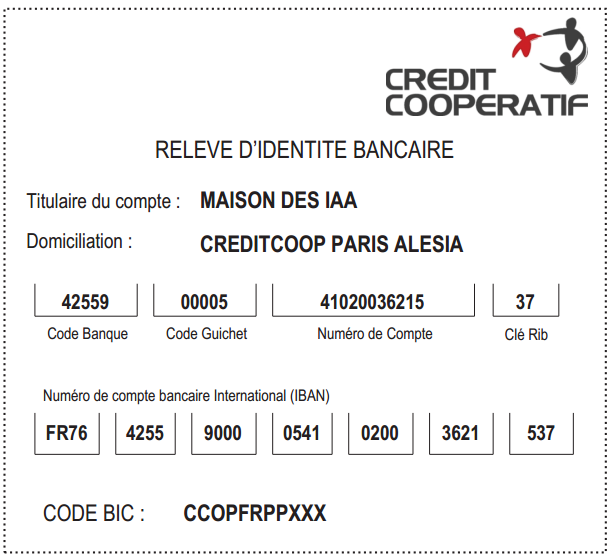 CREDIT
COOPERATIF
RELEVE D'IDENTITE BANCAIRE
Titulaire du compte : MAISON DES IAA
Domiciliation : CREDITCOOP PARIS ALESIA
42559 00005 41020036215 37
Code Banque Code Guichet Numéro de Compte Clé Rib
Numéro de compte bancaire International (IBAN)
FR76 4255 9000 0541 0200 3621 537
CODE BIC : CCOPFRPPXXX